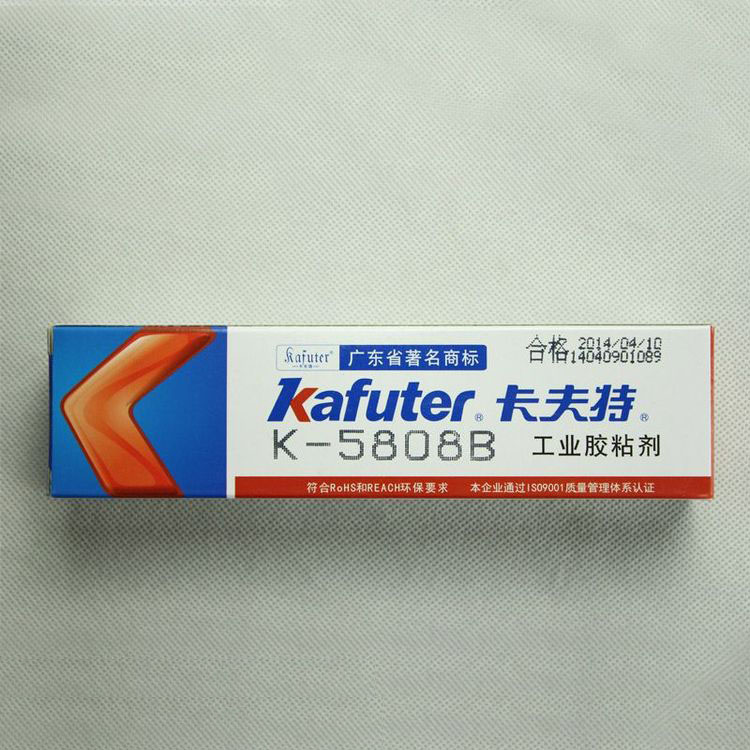 Kafuter®
卡夫特
广东省著名商标
合格 2014/04/10
14040901089
Kafuter® 卡夫特®
K-5808B 工业胶粘剂
符合RoHS和REACH环保要求 本企业通过ISO9001质量管理体系认证